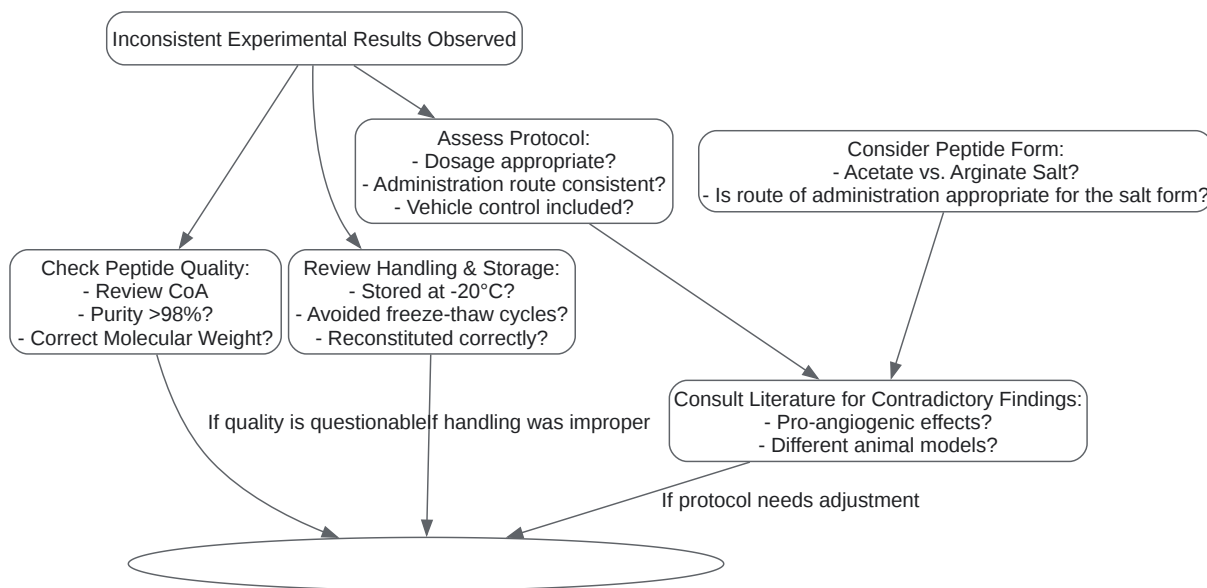 Inconsistent Experimental Results Observed
Assess Protocol:
- Dosage appropriate?
- Administration route consistent?
- Vehicle control included?
Consider Peptide Form:
- Acetate vs. Arginate Salt?
- Is route of administration appropriate for the salt form?
Check Peptide Quality:
- Review CoA
- Purity >98%?
- Correct Molecular Weight?
Review Handling & Storage:
- Stored at -20°C?
- Avoided freeze-thaw cycles?
- Reconstituted correctly?
Consult Literature for Contradictory Findings:
- Pro-angiogenic effects?
- Different animal models?
If quality is questionable
If handling was improper
If protocol needs adjustment